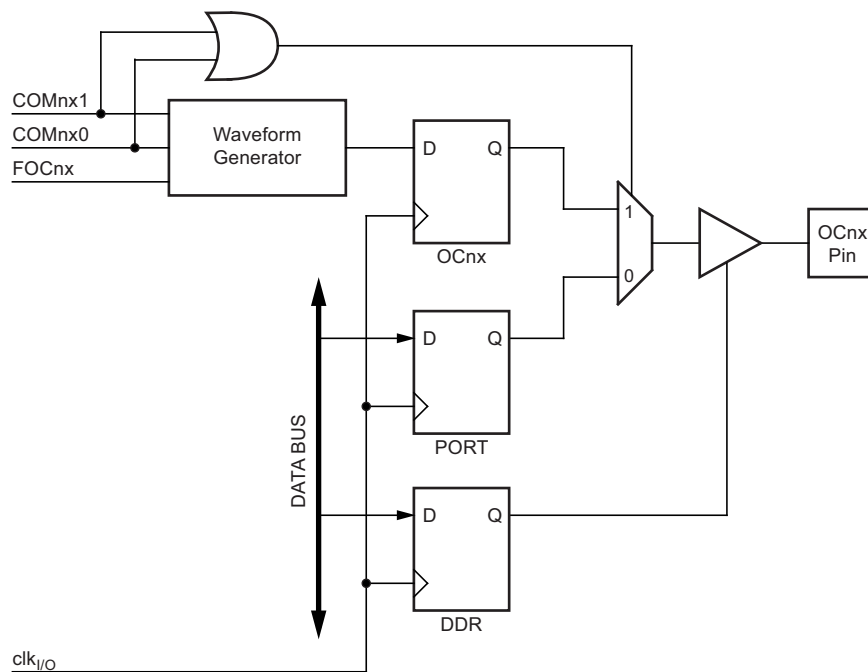 COMnx1
COMnx0
FOCnx
Waveform
Generator
D
Q
OCnx
1
0
OCnx
Pin
D
Q
PORT
DATA BUS
D
Q
DDR
clkI/O